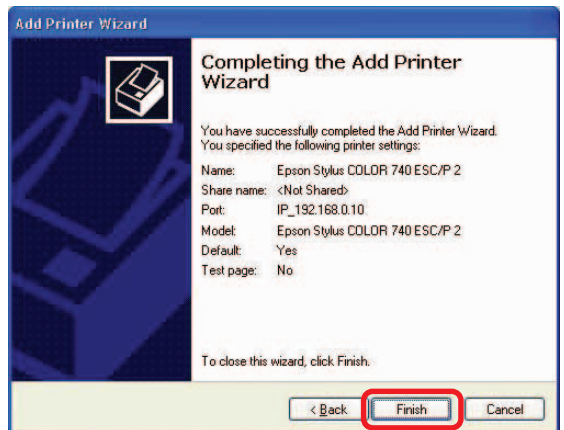 Add Printer Wizard
Completing the Add Printer
Wizard
You have successfully completed the Add Printer Wizard.
You specified the following printer settings:
Name: Epson Stylus COLOR 740 ESC/P 2
Share name: <Not Shared>
Port: IP_192.168.0.10
Model: Epson Stylus COLOR 740 ESC/P 2
Default: Yes
Test page: No
To close this wizard, click Finish.
< Back Finish Cancel